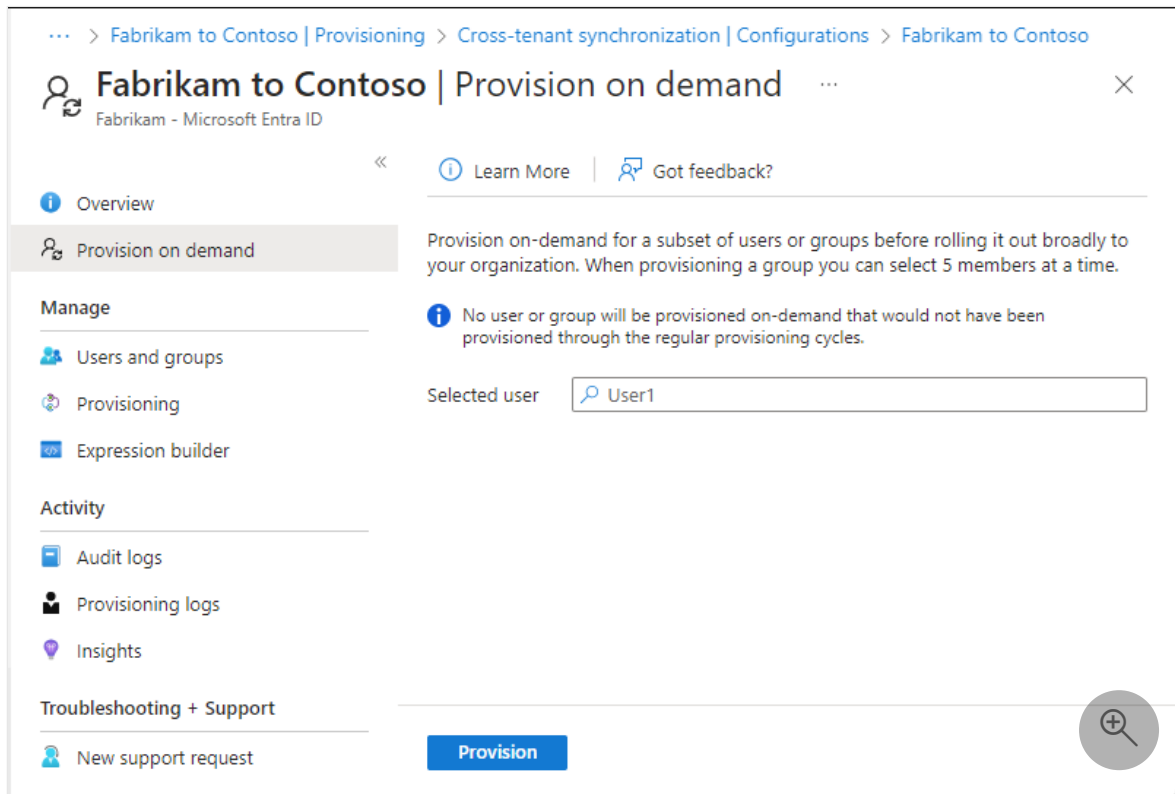 ··· > Fabrikam to Contoso | Provisioning > Cross-tenant synchronization | Configurations > Fabrikam to Contoso
Fabrikam to Contoso | Provision on demand ···
Fabrikam - Microsoft Entra ID
Overview
Provision on demand
Manage
Users and groups
Provisioning
Expression builder
Activity
Audit logs
Provisioning logs
Insights
Troubleshooting + Support
New support request
Learn More
Got feedback?
Provision on-demand for a subset of users or groups before rolling it out broadly to
your organization. When provisioning a group you can select 5 members at a time.
No user or group will be provisioned on-demand that would not have been
provisioned through the regular provisioning cycles.
Selected user
User1
Provision